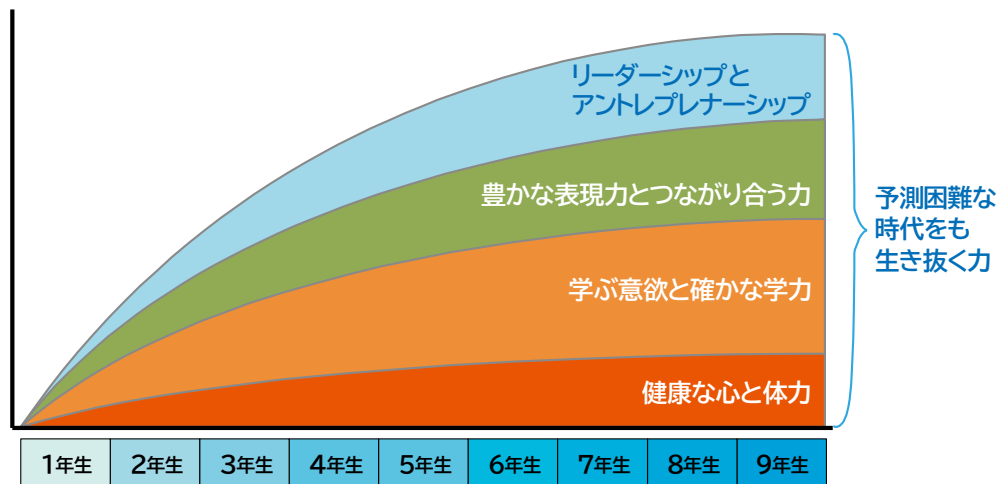 リーダーシップと
アントレプレナーシップ
豊かな表現力とつながり合う力
学ぶ意欲と確かな学力
健康な心と体力
予測困難な
時代をも
生き抜く力
1年生 2年生 3年生 4年生 5年生 6年生 7年生 8年生 9年生